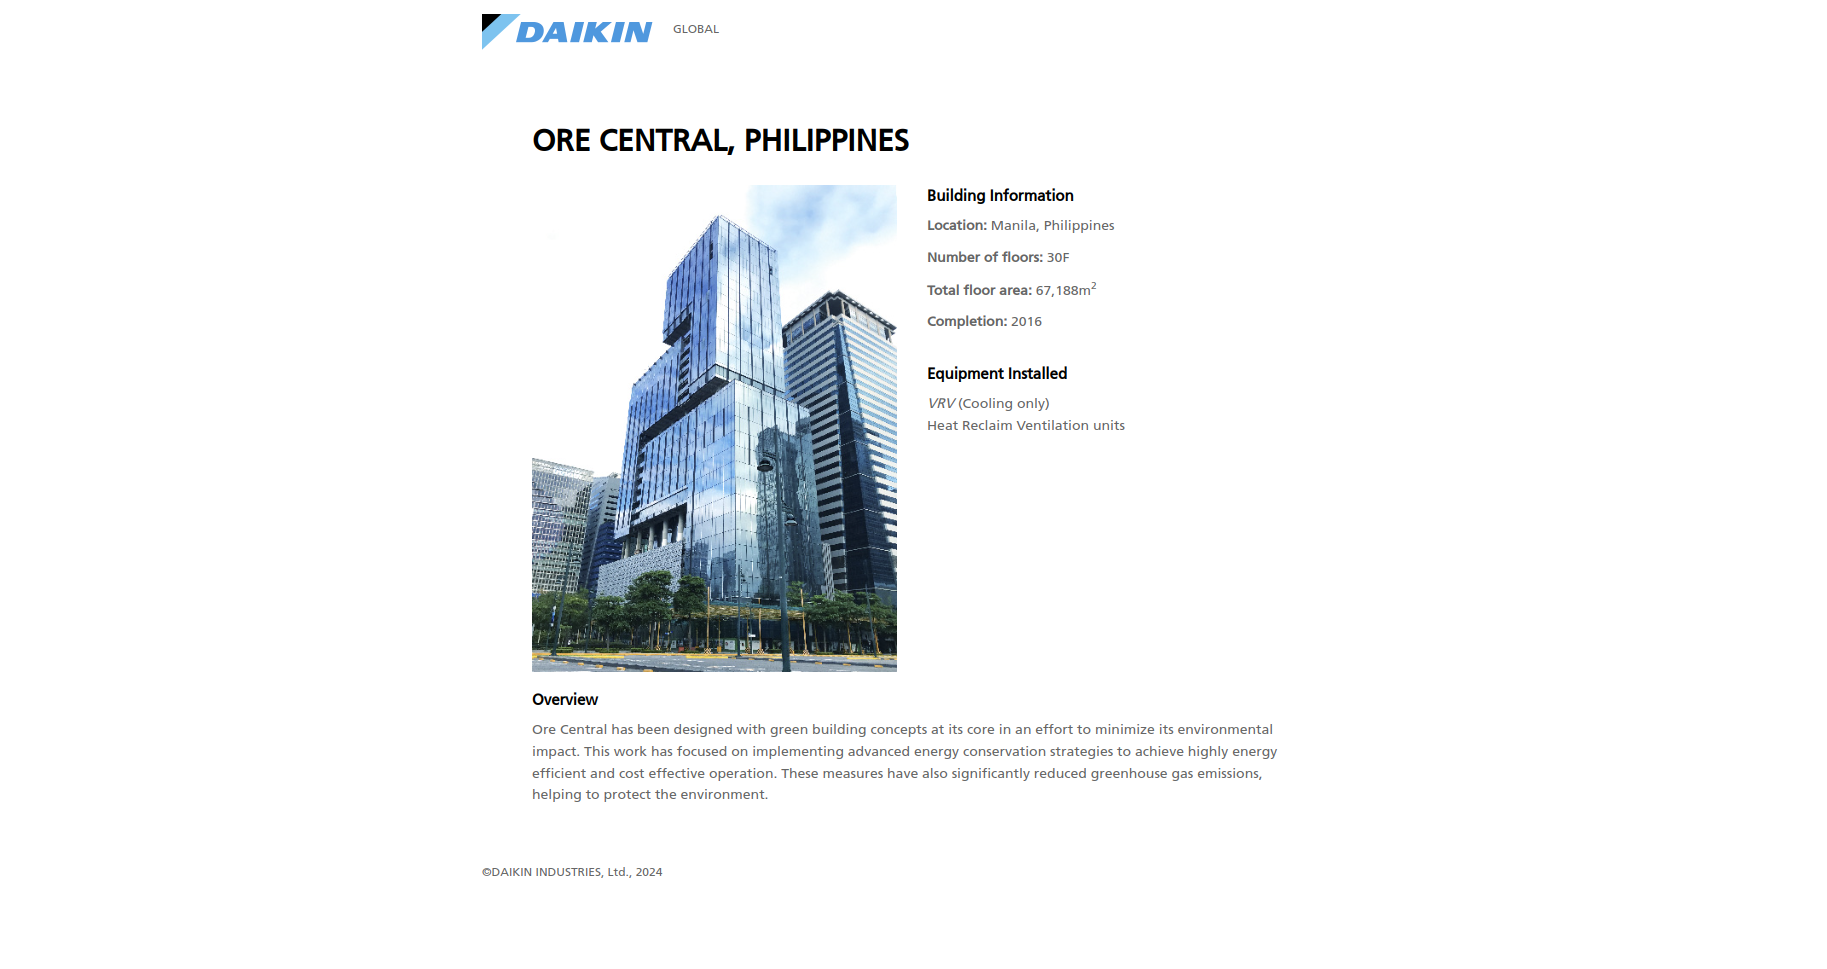 DAIKIN GLOBAL
ORE CENTRAL, PHILIPPINES
Building Information
Location: Manila, Philippines
Number of floors: 30F
Total floor area: 67,188m²
Completion: 2016
Equipment Installed
VRV (Cooling only)
Heat Reclaim Ventilation units
Overview
Ore Central has been designed with green building concepts at its core in an effort to minimize its environmental
impact. This work has focused on implementing advanced energy conservation strategies to achieve highly energy
efficient and cost effective operation. These measures have also significantly reduced greenhouse gas emissions,
helping to protect the environment.
©DAIKIN INDUSTRIES, Ltd., 2024